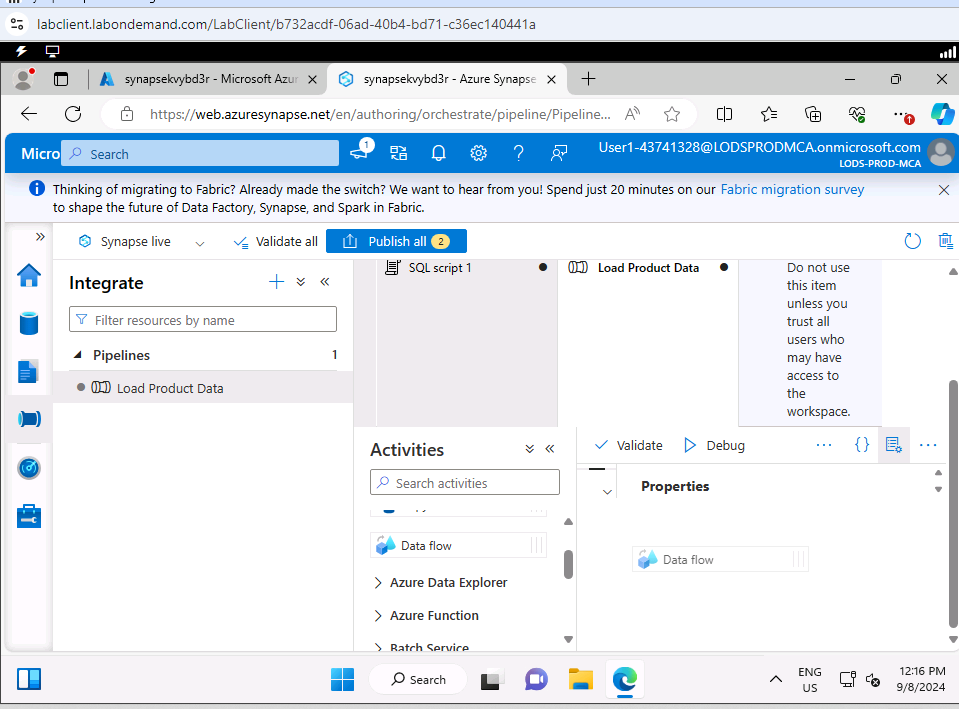 labclient.labondemand.com/LabClient/b732acdf-06ad-40b4-bd71-c36ec140441a
synapsekvybd3r - Microsoft Azur
synapsekvybd3r - Azure Synapse
https://web.azuresynapse.net/en/authoring/orchestrate/pipeline/Pipeline...
Micro
Search
1
User1-43741328@LODSPRODMCA.onmicrosoft.com
LODS-PROD-MCA
Thinking of migrating to Fabric? Already made the switch? We want to hear from you! Spend just 20 minutes on our Fabric migration survey
to shape the future of Data Factory, Synapse, and Spark in Fabric.
Synapse live
Validate all
Publish all 2
Integrate
Filter resources by name
Pipelines 1
Load Product Data
SQL script 1
Load Product Data
Do not use
this item
unless you
trust all
users who
may have
access to
the
workspace.
Activities
Search activities
Data flow
Azure Data Explorer
Azure Function
Batch Service
Validate
Debug
Properties
Data flow
Search
ENG
US
12:16 PM
9/8/2024